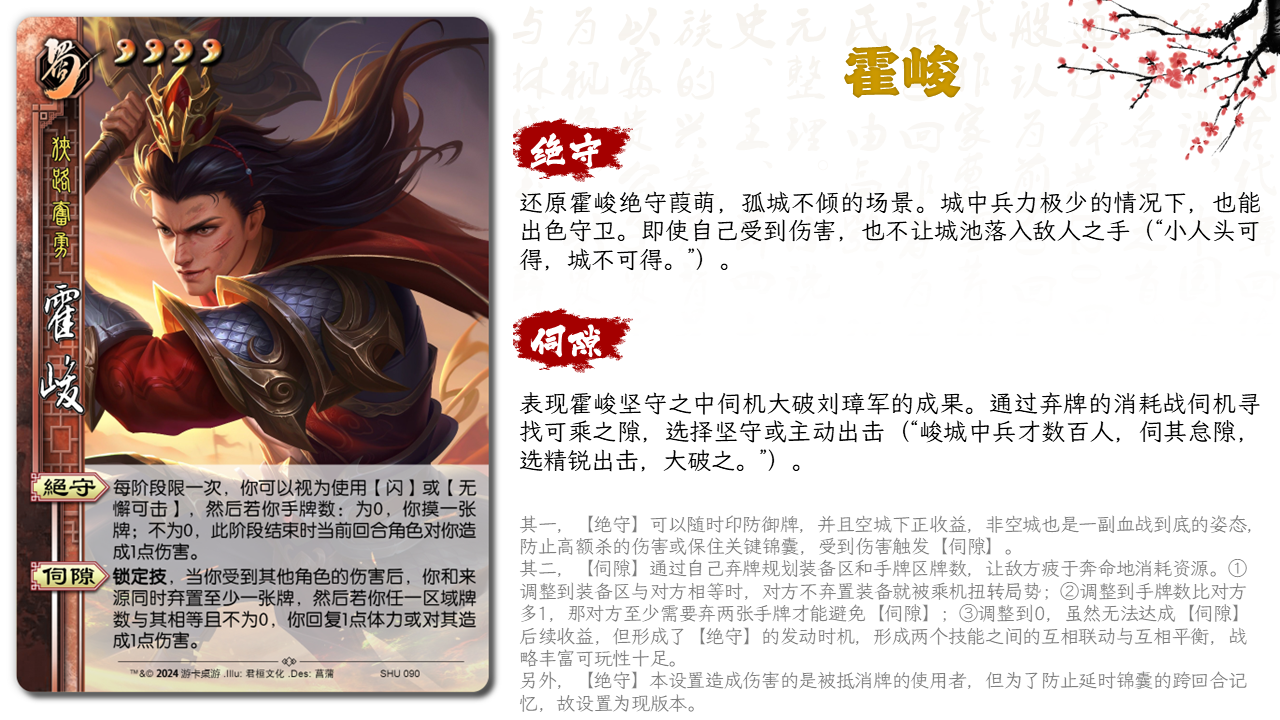 蜀
狭路奮勇
霍峻
絕守
每阶段限一次，你可以视为使用【闪】或【无
懈可击】，然后若你手牌数：为0，你摸一张
牌；不为0，此阶段结束时当前回合角色对你造
成1点伤害。
伺隙
锁定技，当你受到其他角色的伤害后，你和来
源同时弃置至少一张牌，然后若你任一区域牌
数与其相等且不为0，你回复1点体力或对其造
成1点伤害。
™&© 2024 游卡桌游 .Illu: 君桓文化 .Des: 菖蒲 SHU 090
霍峻
绝守
还原霍峻绝守葭萌，孤城不倾的场景。城中兵力极少的情况下，也能
出色守卫。即使自己受到伤害，也不让城池落入敌人之手（“小人头可
得，城不可得。”）。
伺隙
表现霍峻坚守之中伺机大破刘璋军的成果。通过弃牌的消耗战伺机寻
找可乘之隙，选择坚守或主动出击（“峻城中兵才数百人，伺其怠隙，
选精锐出击，大破之。”）。
其一，【绝守】可以随时印防御牌，并且空城下正收益，非空城也是一副血战到底的姿态，
防止高额杀的伤害或保住关键锦囊，受到伤害触发【伺隙】。
其二，【伺隙】通过自己弃牌规划装备区和手牌区牌数，让敌方疲于奔命地消耗资源。①
调整到装备区与对方相等时，对方不弃置装备就被乘机扭转局势；②调整到手牌数比对方
多1，那对方至少需要弃两张手牌才能避免【伺隙】；③调整到0，虽然无法达成【伺隙】
后续收益，但形成了【绝守】的发动时机，形成两个技能之间的互相联动与互相平衡，战
略丰富可玩性十足。
另外，【绝守】本设置造成伤害的是被抵消牌的使用者，但为了防止延时锦囊的跨回合记
忆，故设置为现版本。